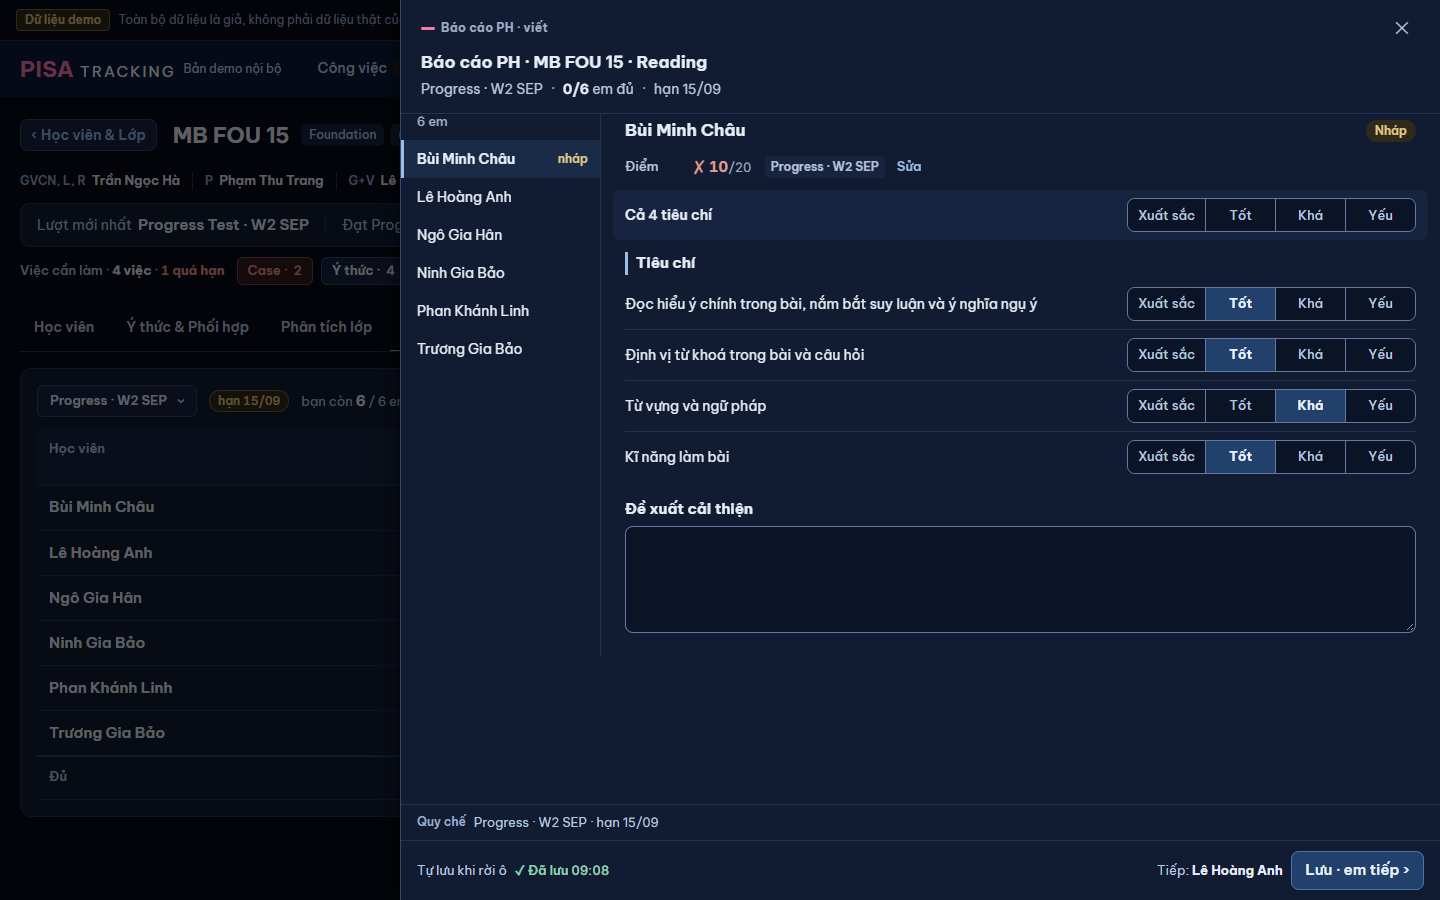 Dữ liệu demo Toàn bộ dữ liệu là giả, không phải dữ liệu thật
PISA TRACKING Bản demo nội bộ Công việc
‹ Học viên & Lớp MB FOU 15 Foundation
GVCN, L, R Trần Ngọc Hà P Phạm Thu Trang G+V Lê
Lượt mới nhất Progress Test · W2 SEP Đạt
Việc cần làm · 4 việc · 1 quá hạn Case · 2 Ý thức · 4
Học viên Ý thức & Phối hợp Phân tích lớp
Progress · W2 SEP hạn 15/09 bạn còn 6 / 6
Học viên
Bùi Minh Châu
Lê Hoàng Anh
Ngô Gia Hân
Ninh Gia Bảo
Phan Khánh Linh
Trương Gia Bảo
Đủ
Báo cáo PH · viết
Báo cáo PH · MB FOU 15 · Reading
Progress · W2 SEP · 0/6 em đủ · hạn 15/09
6 em
Bùi Minh Châu nháp
Lê Hoàng Anh
Ngô Gia Hân
Ninh Gia Bảo
Phan Khánh Linh
Trương Gia Bảo
Bùi Minh Châu Nháp
Điểm ✗ 10/20 Progress · W2 SEP Sửa
Cả 4 tiêu chí Xuất sắc Tốt Khá Yếu
Tiêu chí
Đọc hiểu ý chính trong bài, nắm bắt suy luận và ý nghĩa ngụ ý Xuất sắc Tốt Khá Yếu
Định vị từ khoá trong bài và câu hỏi Xuất sắc Tốt Khá Yếu
Từ vựng và ngữ pháp Xuất sắc Tốt Khá Yếu
Kĩ năng làm bài Xuất sắc Tốt Khá Yếu
Đề xuất cải thiện
Quy chế Progress · W2 SEP · hạn 15/09
Tự lưu khi rời ô ✓ Đã lưu 09:08 Tiếp: Lê Hoàng Anh Lưu · em tiếp ›